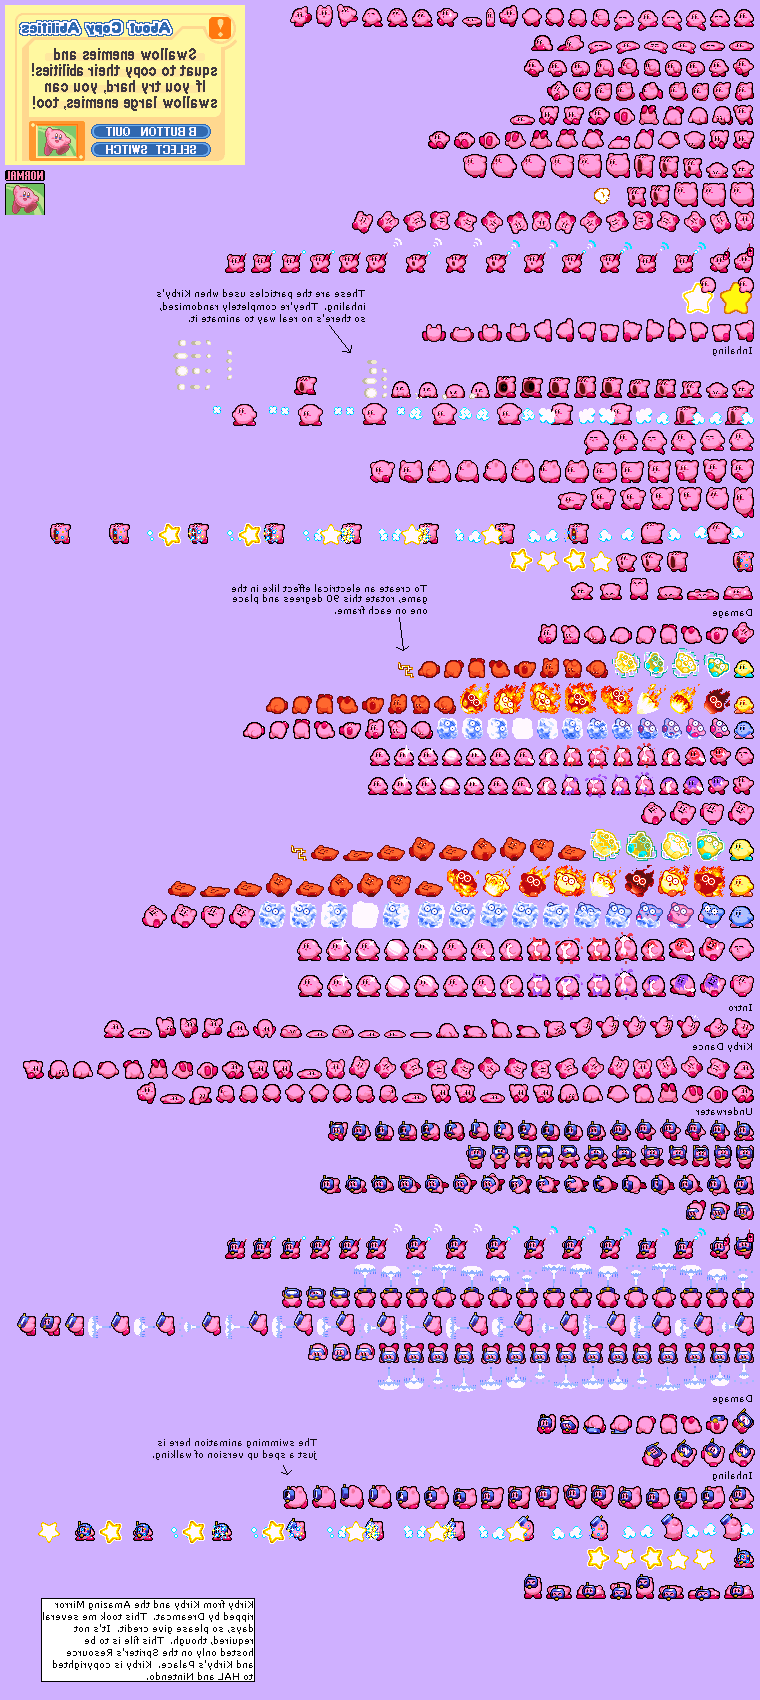 About Copy Abilities
Swallow enemies and
squat to copy their abilities!
If you try hard, you can
swallow large enemies, too!
B BUTTON QUIT
SELECT SWITCH
NORMAL
These are the particles used when Kirby's
inhaling. They're completely randomized,
so there's no real way to animate it.
Inhaling
To create an electrical effect like in the
game, rotate this 90 degrees and place
one on each frame.
Damage
Intro
Kirby Dance
Underwater
Damage
The swimming animation here is
just a sped up version of walking.
Inhaling
Kirby from Kirby and the Amazing Mirror
ripped by Dreamcat. This took me several
days, so please give credit. It's not
required, though. This file is to be
hosted only on the Spriter's Resource
and Kirby's Palace. Kirby is copyrighted
to HAL and Nintendo.